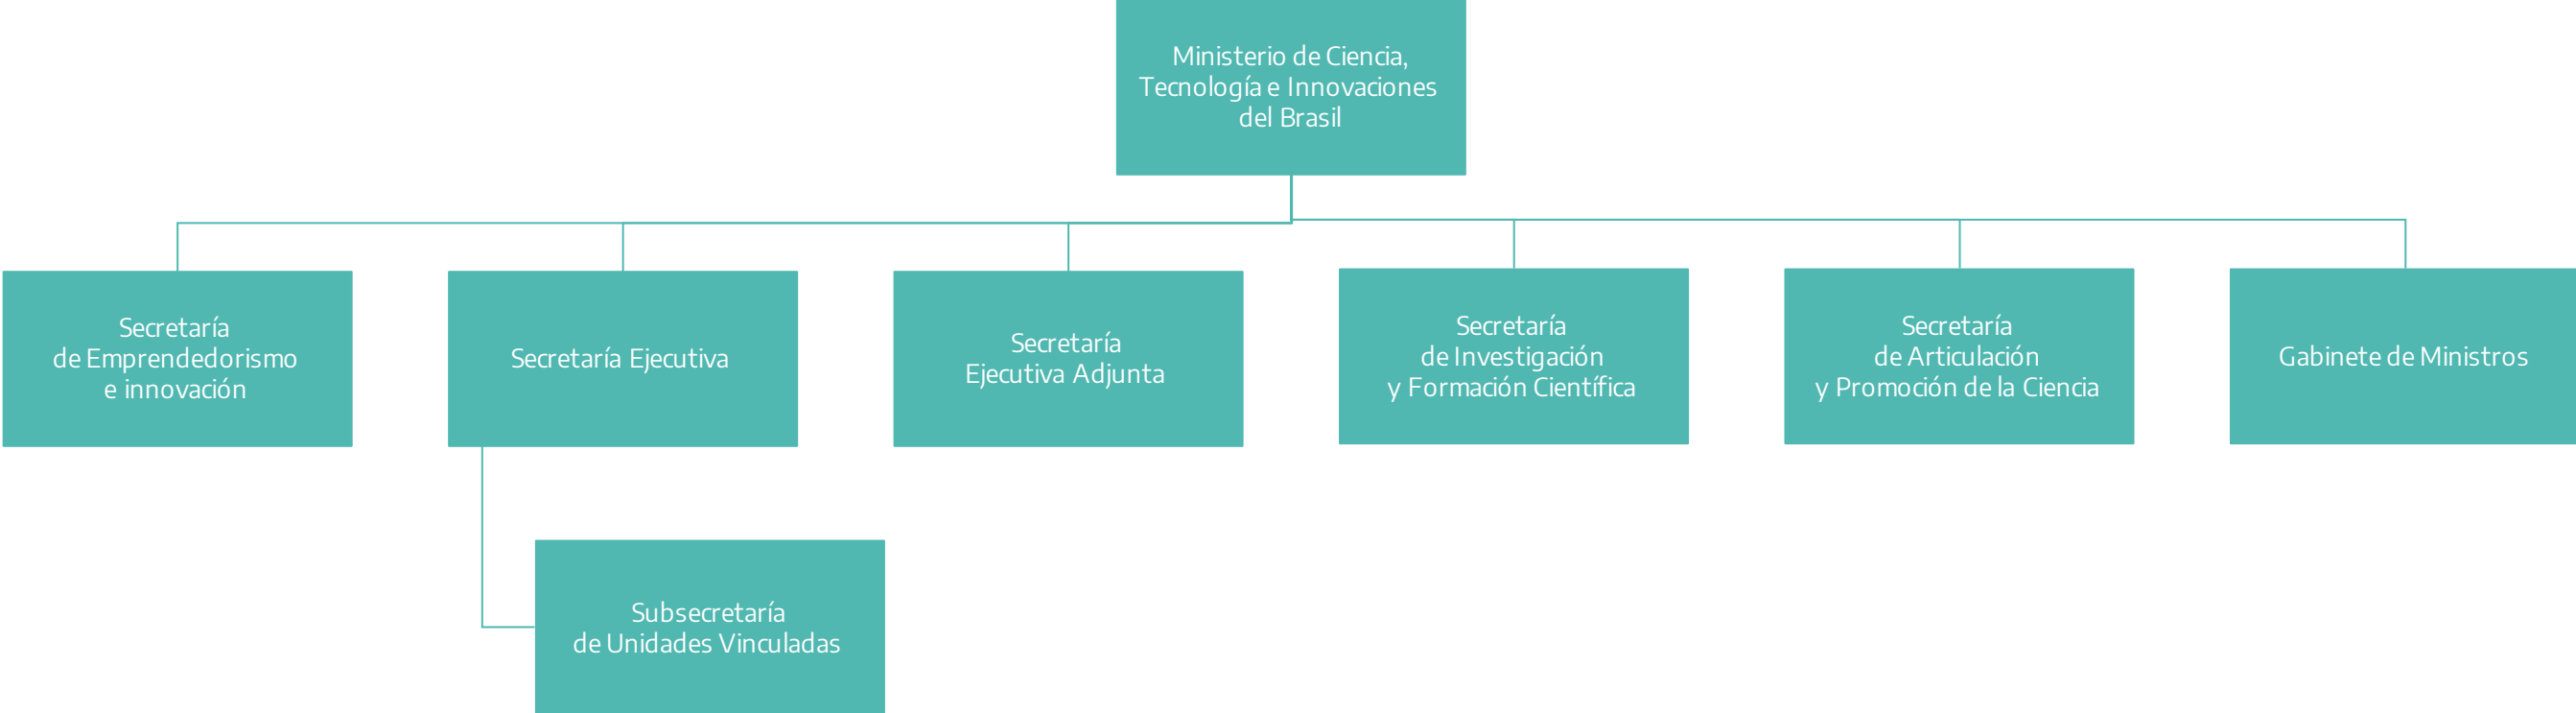 Ministerio de Ciencia,
Tecnología e Innovaciones
del Brasil
Secretaría
de Emprendedorismo
e innovación
Secretaría Ejecutiva
Secretaría
Ejecutiva Adjunta
Secretaría
de Investigación
y Formación Científica
Secretaría
de Articulación
y Promoción de la Ciencia
Gabinete de Ministros
Subsecretaría
de Unidades Vinculadas